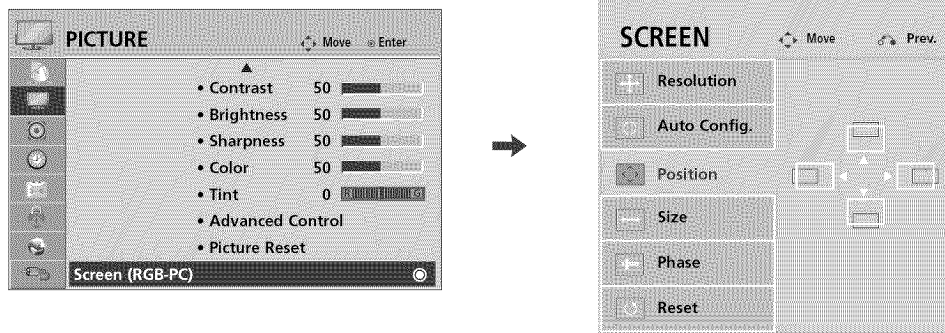 PICTURE
Move
Enter
• Contrast 50
• Brightness 50
• Sharpness 50
• Color 50
• Tint 0 R G
• Advanced Control
• Picture Reset
Screen (RGB-PC)
SCREEN
Move
Prev.
Resolution
Auto Config.
Position
Size
Phase
Reset